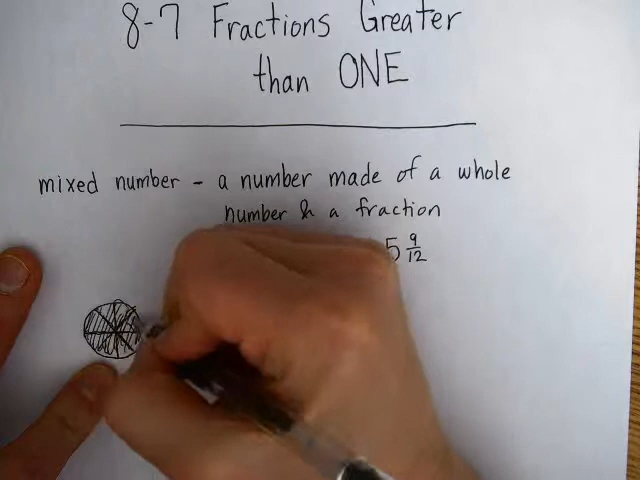 8-7 Fractions Greater
than ONE
mixed number - a number made of a whole
number & a fraction
5 9/12